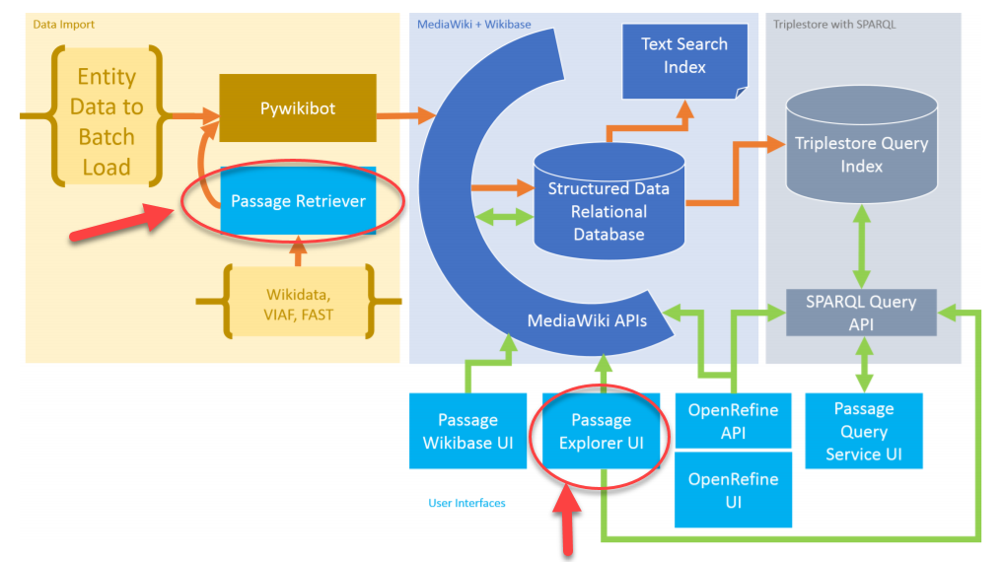 Data Import
Entity
Data to
Batch
Load
Pywikibot
Passage Retriever
Wikidata,
VIAF, FAST
MediaWiki + Wikibase
Text Search
Index
Structured Data
Relational
Database
MediaWiki APIs
Triplestore with SPARQL
Triplestore Query
Index
SPARQL Query
API
Passage
Wikibase UI
Passage
Explorer UI
OpenRefine
API
OpenRefine
UI
Passage
Query
Service UI
User Interfaces